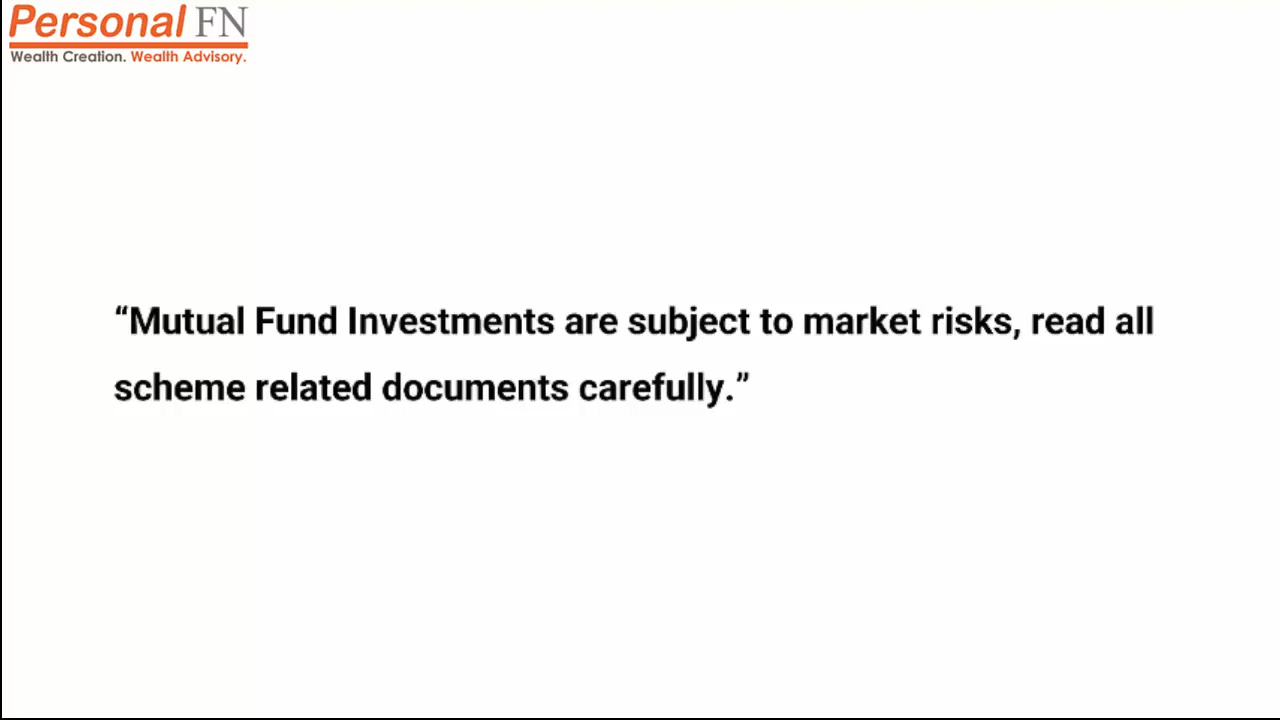 Personal FN
Wealth Creation. Wealth Advisory.
“Mutual Fund Investments are subject to market risks, read all
scheme related documents carefully.”